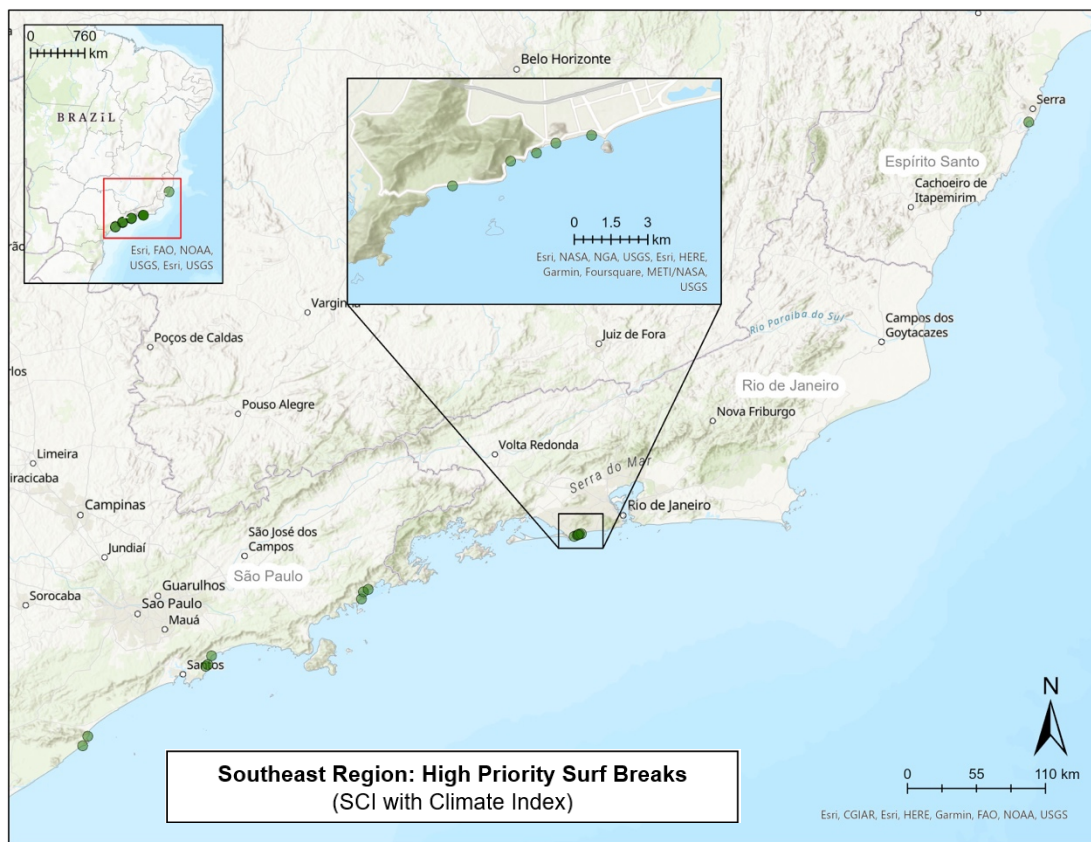 0 760
km
BRAZIL
Esri, FAO, NOAA,
USGS, Esri, USGS
Belo Horizonte
0 1.5 3
km
Esri, NASA, NGA, USGS, Esri, HERE,
Garmin, Foursquare, METI/NASA,
USGS
Serra
Espírito Santo
Cachoeiro de
Itapemirim
Varginha
Poços de Caldas
Juiz de Fora
Rio Paraíba do Sul
Campos dos
Goytacazes
Rio de Janeiro
Pouso Alegre
Nova Friburgo
Limeira
Volta Redonda
Serra do Mar
Campinas
Rio de Janeiro
São José dos
Campos
Jundiaí
São Paulo
Guarulhos
Sorocaba
Sao Paulo
Mauá
Santos
N
Southeast Region: High Priority Surf Breaks
(SCI with Climate Index)
0 55 110 km
Esri, CGIAR, Esri, HERE, Garmin, FAO, NOAA, USGS